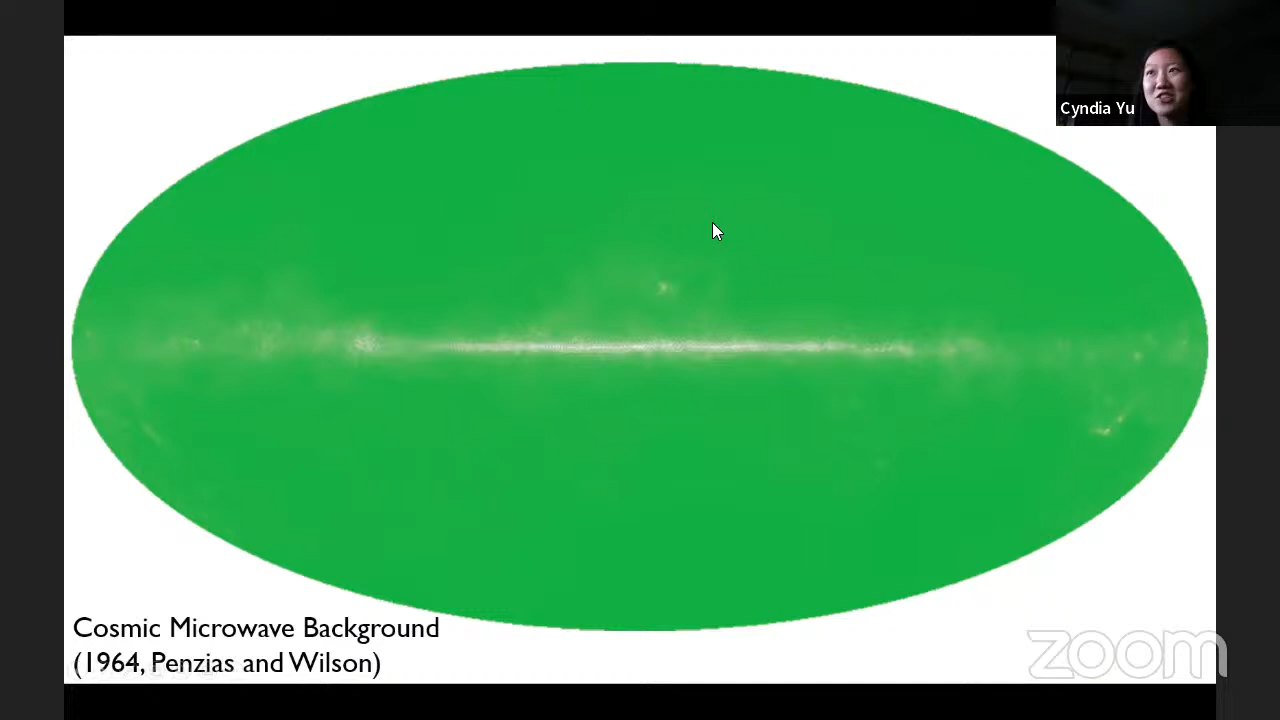 Cyndia Yu
Cosmic Microwave Background
(1964, Penzias and Wilson)
zoom